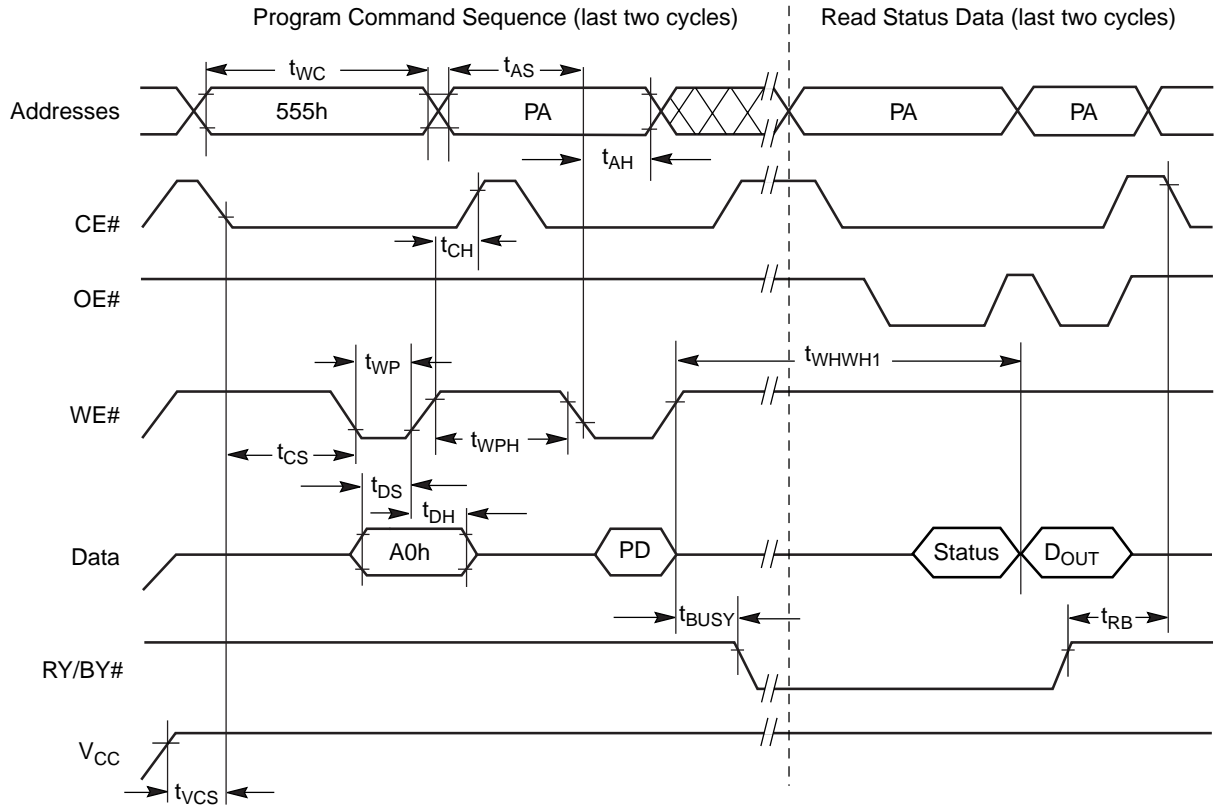 Program Command Sequence (last two cycles)
Read Status Data (last two cycles)
tWC
tAS
Addresses
555h
PA
PA
PA
tAH
CE#
tCH
OE#
tWP
tWHWH1
WE#
tCS
tWPH
tDS
tDH
Data
A0h
PD
Status
DOUT
tBUSY
tRB
RY/BY#
VCC
tVCS